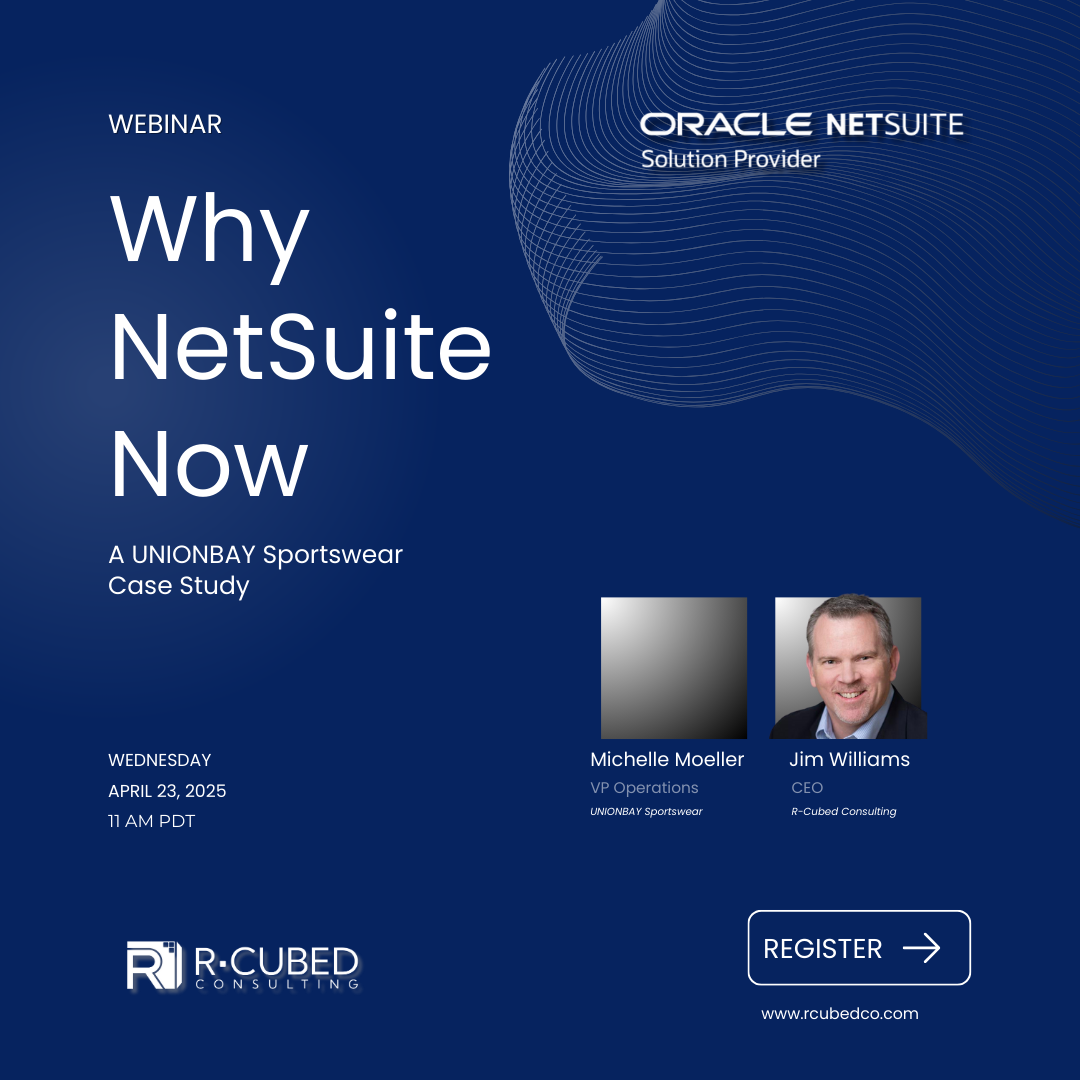 WEBINAR
ORACLE NETSUITE
Solution Provider
Why
NetSuite
Now
A UNIONBAY Sportswear
Case Study
Michelle Moeller
VP Operations
UNIONBAY Sportswear
Jim Williams
CEO
R-Cubed Consulting
WEDNESDAY
APRIL 23, 2025
11 AM PDT
R·CUBED
CONSULTING
REGISTER
www.rcubedco.com